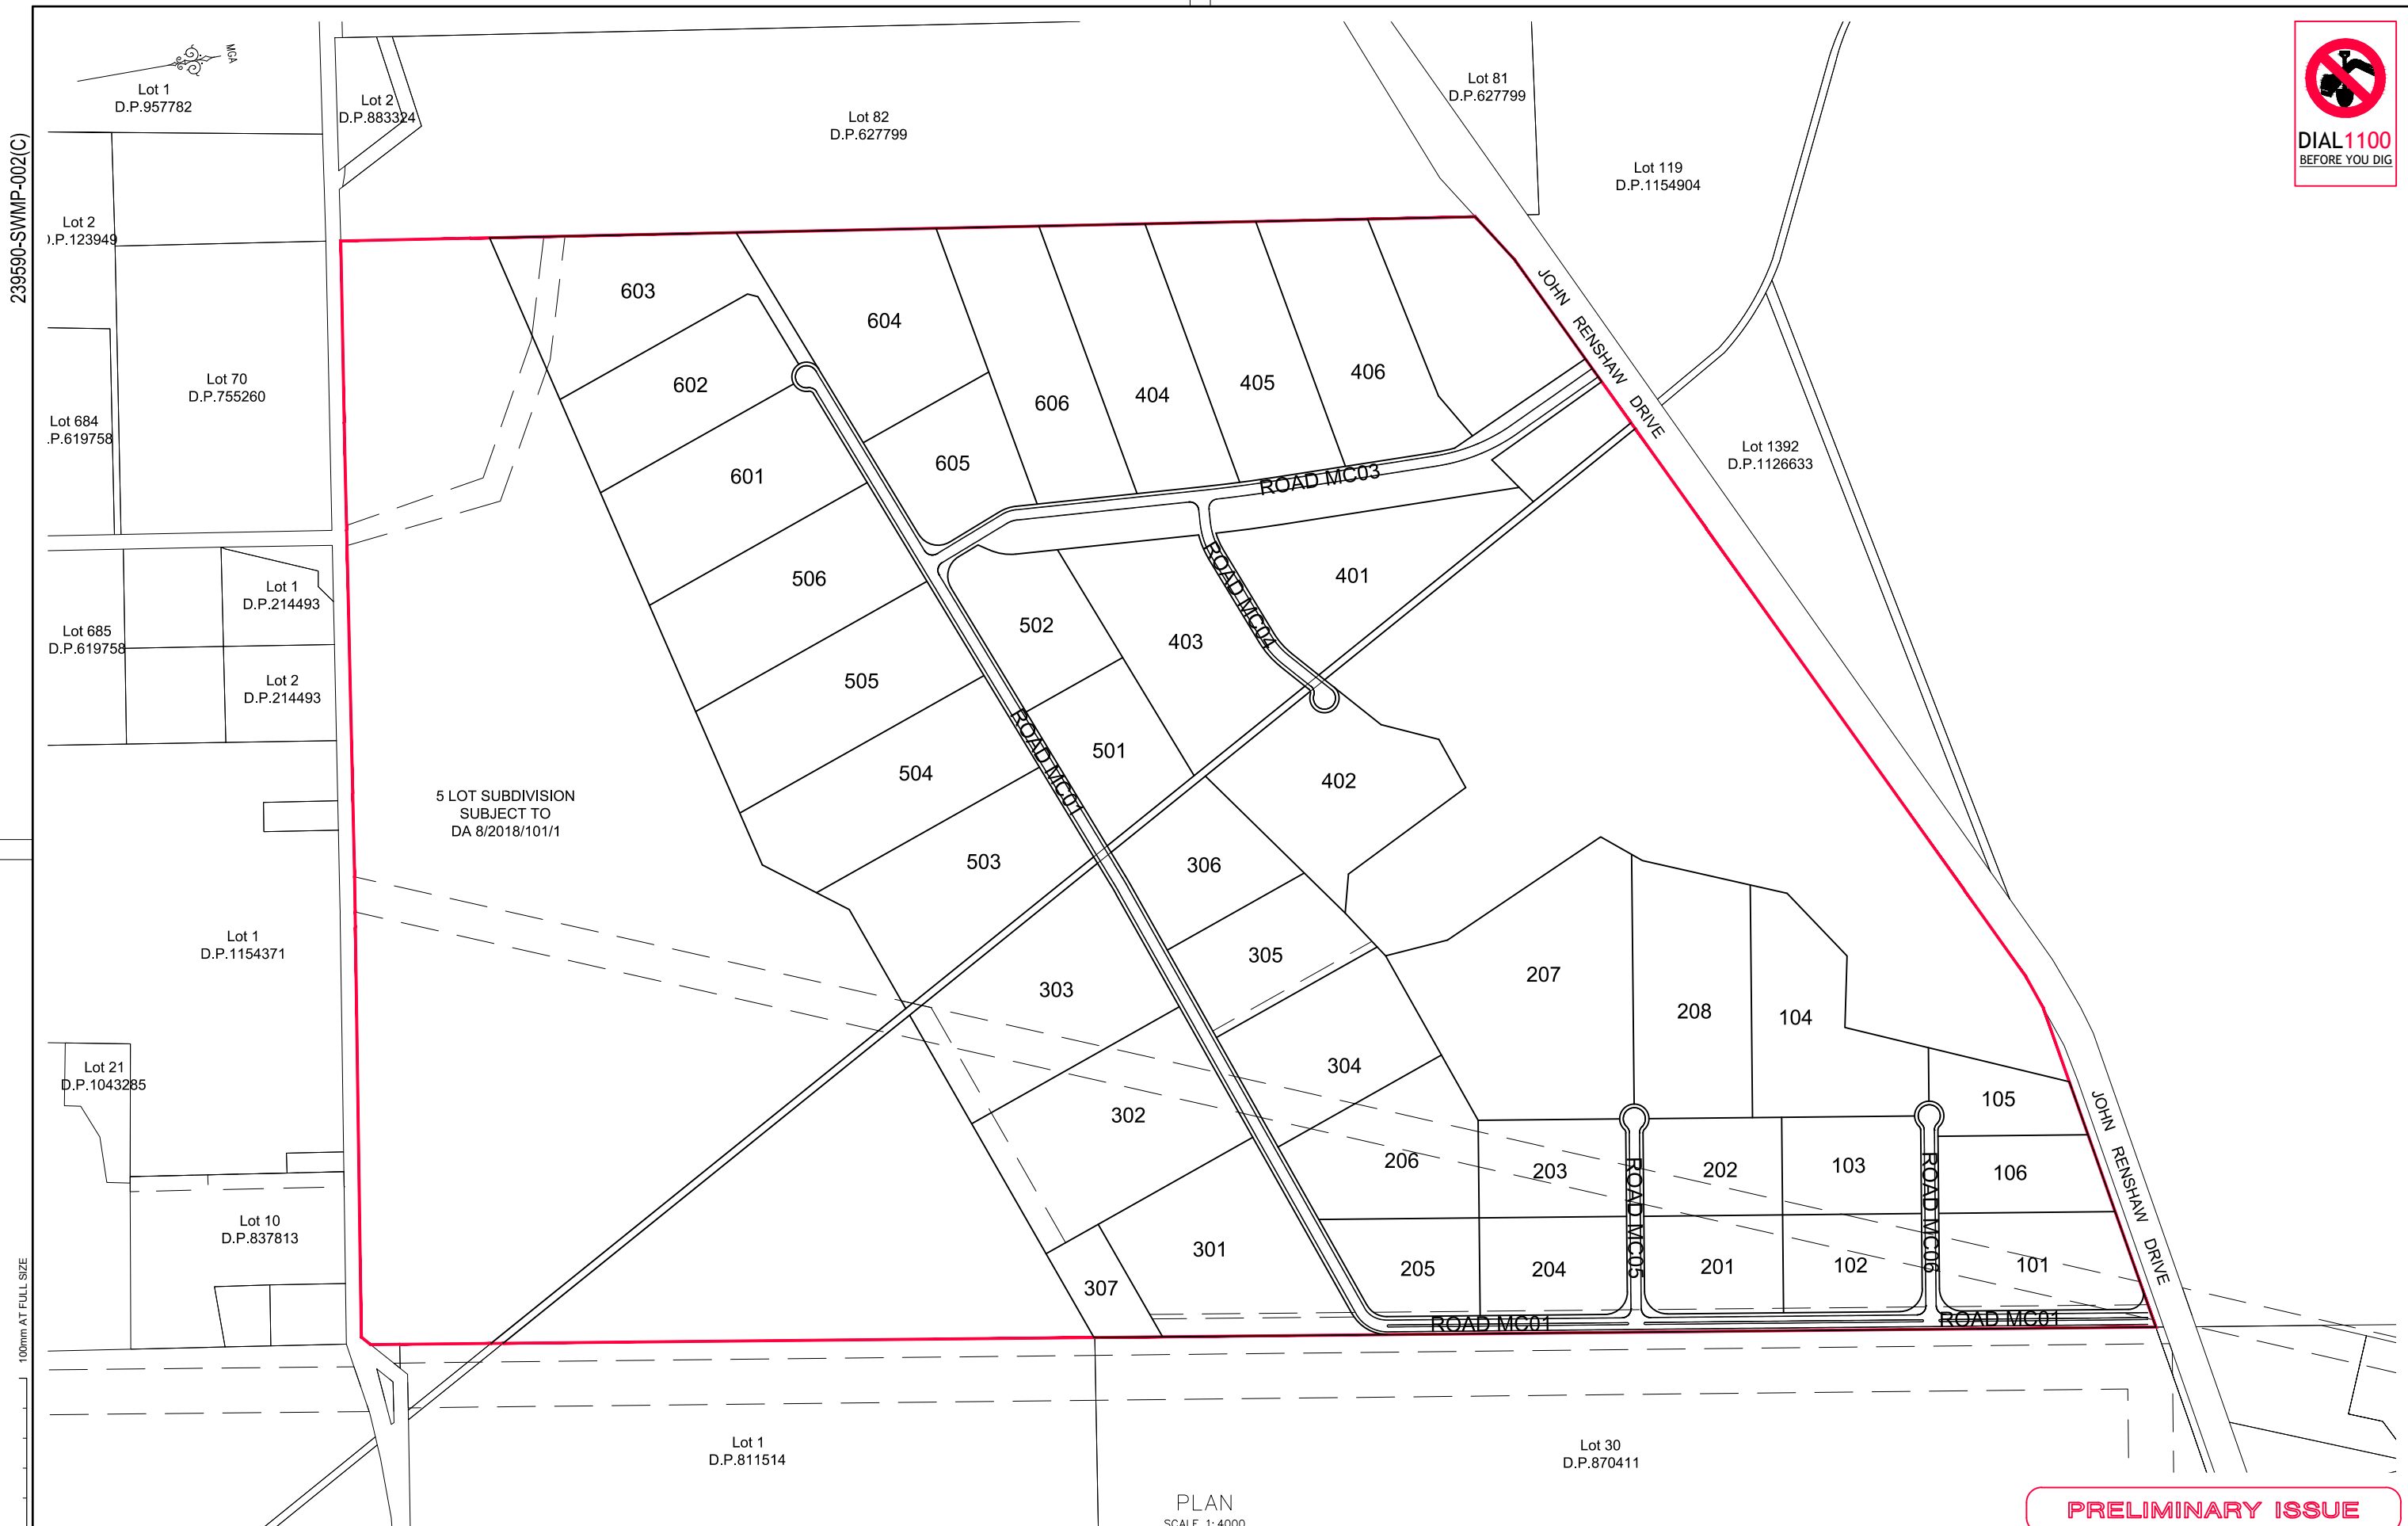 239590-SWMP-002(C)
100mm AT FULL SIZE
MGA
Lot 1
D.P.957782
Lot 2
D.P.883324
Lot 82
D.P.627799
Lot 81
D.P.627799
Lot 119
D.P.1154904
DIAL1100
BEFORE YOU DIG
Lot 2
).P.123949
Lot 70
D.P.755260
Lot 684
.P.619758
Lot 1392
D.P.1126633
JOHN RENSHAW DRIVE
603
604
602
606
404
405
406
601
605
ROAD MC03
506
502
403
ROAD MC04
401
Lot 1
D.P.214493
Lot 685
D.P.619758
Lot 2
D.P.214493
505
504
501
ROAD MC01
402
5 LOT SUBDIVISION
SUBJECT TO
DA 8/2018/101/1
503
306
305
303
207
208
104
Lot 1
D.P.1154371
Lot 21
D.P.1043285
304
302
105
206
203
ROAD MC05
202
103
ROAD MC06
106
JOHN RENSHAW DRIVE
Lot 10
D.P.837813
301
307
205
204
201
102
101
ROAD MC01
ROAD MC01
Lot 1
D.P.811514
Lot 30
D.P.870411
PLAN
SCALE 1:4000
PRELIMINARY ISSUE